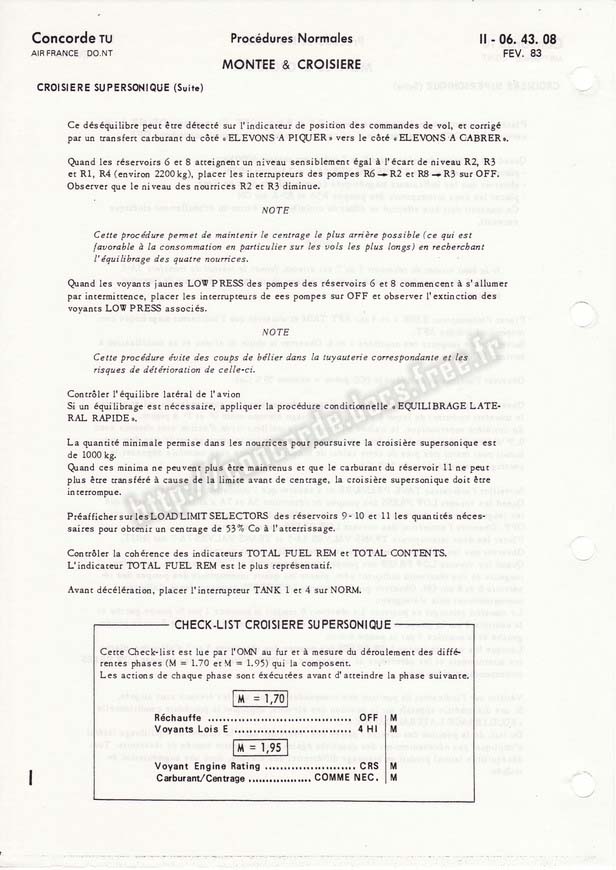 Concorde TU
Procédures Normales
II - 06. 43. 08
AIR FRANCE DO.NT
FEV. 83
MONTEE & CROISIERE
CROISIERE SUPERSONIQUE (Suite)
Ce déséquilibre peut être détecté sur l'indicateur de position des commandes de vol, et corrigé
par un transfert carburant du côté «ELEVONS A PIQUER» vers le côté «ELEVONS A CABRER».
Quand les réservoirs 6 et 8 atteignent un niveau sensiblement égal à l'écart de niveau R2, R3
et R1, R4 (environ 2200 kg), placer les interrupteurs des pompes R6 → R2 et R8 → R3 sur OFF.
Observer que le niveau des nourrices R2 et R3 diminue.
NOTE
Cette procédure permet de maintenir le centrage le plus arrière possible (ce qui est
favorable à la consommation en particulier sur les vols les plus longs) en recherchant
l'équilibrage des quatre nourrices.
Quand les voyants jaunes LOW PRESS des pompes des réservoirs 6 et 8 commencent à s'allumer
par intermittence, placer les interrupteurs de ees pompes sur OFF et observer l'extinction des
voyants LOW PRESS associés.
NOTE
Cette procédure évite des coups de bélier dans la tuyauterie correspondante et les
risques de détérioration de celle-ci.
Contrôler l'équilibre latéral de l'avion
Si un équilibrage est nécessaire, appliquer la procédure conditionnelle «EQUILIBRAGE LATE-
RAL RAPIDE».
La quantité minimale permise dans les nourrices pour poursuivre la croisière supersonique est
de 1000 kg.
Quand ces minima ne peuvent plus être maintenus et que le carburant du réservoir 11 ne peut
plus être transféré à cause de la limite avant de centrage, la croisière supersonique doit être
interrompue.
Préafficher sur les LOAD LIMIT SELECTORS des réservoirs 9 - 10 et 11 les quantités néces-
saires pour obtenir un centrage de 53 % Co à l'atterrissage.
Contrôler la cohérence des indicateurs TOTAL FUEL REM et TOTAL CONTENTS.
L'indicateur TOTAL FUEL REM est le plus représentatif.
Avant décélération, placer l'interrupteur TANK 1 et 4 sur NORM.
CHECK-LIST CROISIERE SUPERSONIQUE
Cette Check-list est lue par l'OMN au fur et à mesure du déroulement des diffé-
rentes phases (M = 1.70 et M = 1,95) qui la composent.
Les actions de chaque phase sont éxécutées avant d'atteindre la phase suivante.
M = 1,70
Réchauffe ...................................... OFF M
Voyants Lois E ................................ 4 HI M
M = 1,95
Voyant Engine Rating ......................... CRS M
Carburant/Centrage .................. COMME NEC. M
http://concorde.daos.free.fr